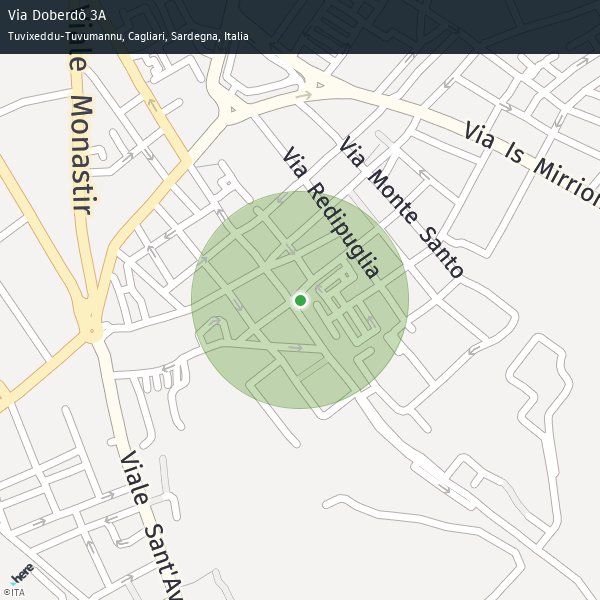 Via Doberdò 3A
Tuvixeddu-Tuvumannu, Cagliari, Sardegna, Italia
Viale Monastir
Via Is Mirrion
Via Monte Santo
Via Redipuglia
Viale Sant'Av
here
©ITA